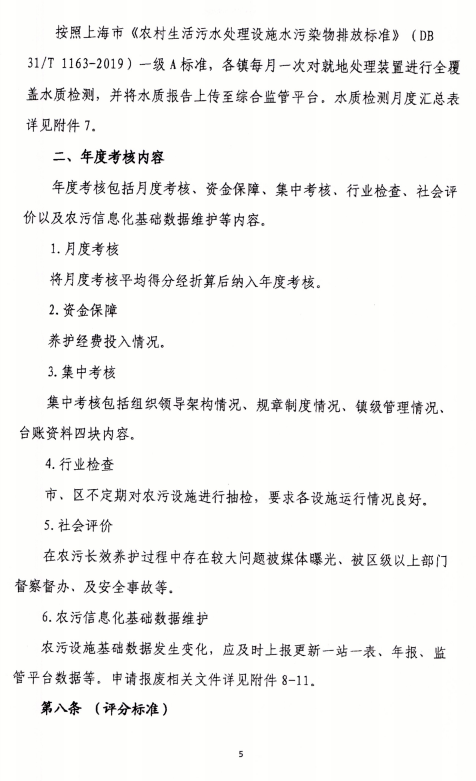 按照上海市《农村生活污水处理设施水污染物排放标准》（DB
31/T 1163-2019）一级 A 标准，各镇每月一次对就地处理装置进行全覆
盖水质检测，并将水质报告上传至综合监管平台。水质检测月度汇总表
详见附件 7。
二、年度考核内容
年度考核包括月度考核、资金保障、集中考核、行业检查、社会评
价以及农污信息化基础数据维护等内容。
1.月度考核
将月度考核平均得分经折算后纳入年度考核。
2.资金保障
养护经费投入情况。
3.集中考核
集中考核包括组织领导架构情况、规章制度情况、镇级管理情况、
台账资料四块内容。
4.行业检查
市、区不定期对农污设施进行抽检，要求各设施运行情况良好。
5.社会评价
在农污长效养护过程中存在较大问题被媒体曝光、被区级以上部门
督察督办、及安全事故等。
6.农污信息化基础数据维护
农污设施基础数据发生变化，应及时上报更新一站一表、年报、监
管平台数据等。申请报废相关文件详见附件 8-11。
第八条 （评分标准）
5